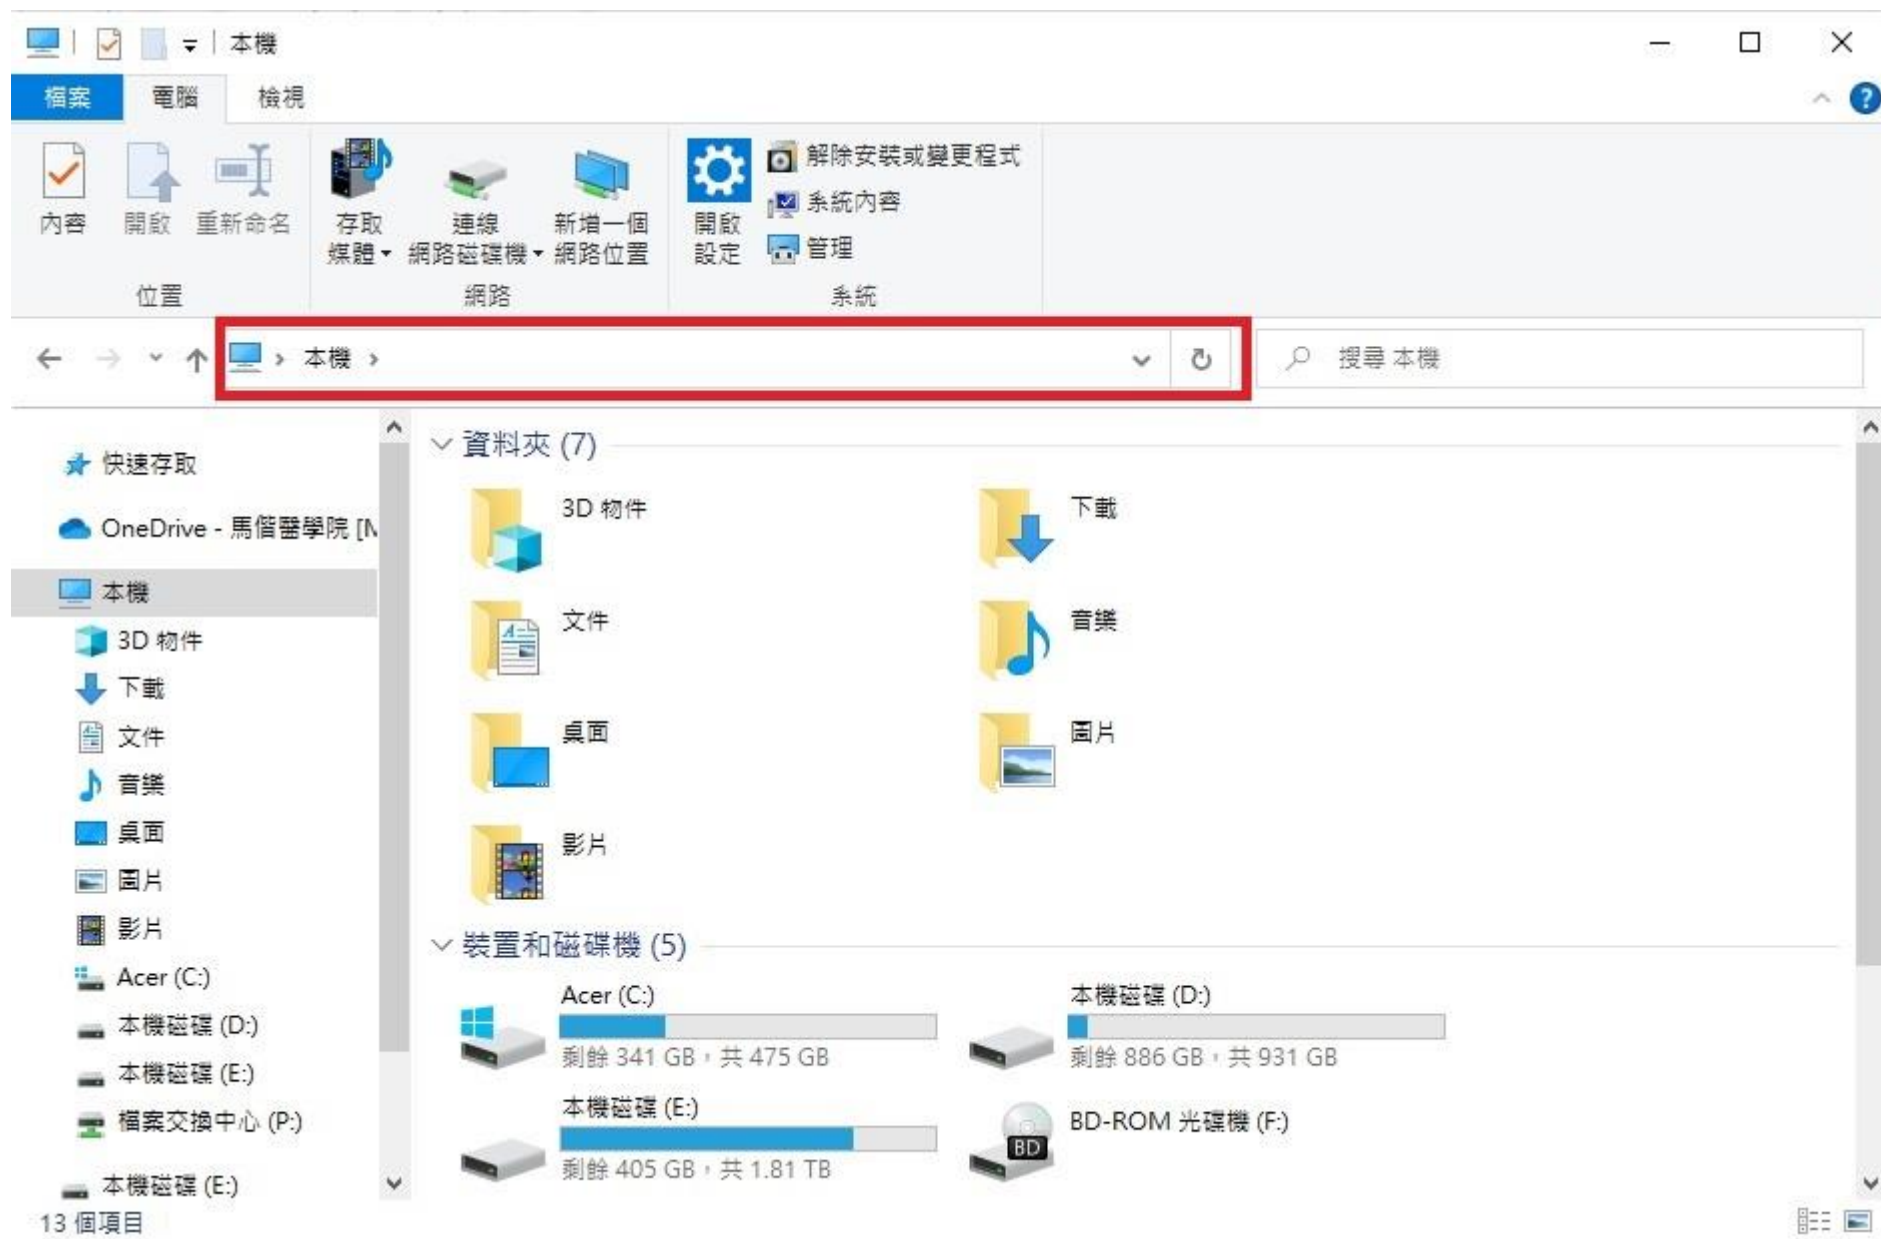 本機
檔案 電腦 檢視
內容
開啟
重新命名
存取
媒體
連線
網路磁碟機
新增一個
網路位置
開啟
設定
解除安裝或變更程式
系統內容
管理
位置
網路
系統
本機
搜尋 本機
快速存取
OneDrive - 馬偕醫學院 [
本機
3D 物件
下載
文件
音樂
桌面
圖片
影片
Acer (C:)
本機磁碟 (D:)
本機磁碟 (E:)
檔案交換中心 (P:)
本機磁碟 (E:)
資料夾 (7)
3D 物件
下載
文件
音樂
桌面
圖片
影片
裝置和磁碟機 (5)
Acer (C:)
剩餘 341 GB，共 475 GB
本機磁碟 (D:)
剩餘 886 GB，共 931 GB
本機磁碟 (E:)
剩餘 405 GB，共 1.81 TB
BD-ROM 光碟機 (F:)
BD
13 個項目